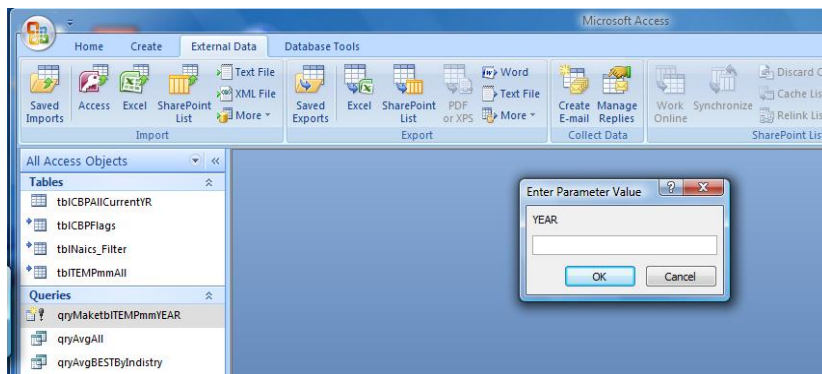 Microsoft Access
Home Create External Data Database Tools
Saved Imports
Access
Excel
SharePoint List
Text File
XML File
More
Import
Saved Exports
Excel
SharePoint List
PDF or XPS
Word
Text File
More
Export
Create E-mail
Manage Replies
Collect Data
Work Online
Synchronize
Discard C
Cache Lis
Relink Lis
SharePoint List
All Access Objects
Tables
tblCBPAllCurrentYR
tblCBPFlags
tblNaics_Filter
tblTEMPmmAll
Queries
qryMaketblTEMPmmYEAR
qryAvgAll
qryAvgBESTByIndistry
Enter Parameter Value
YEAR
OK Cancel